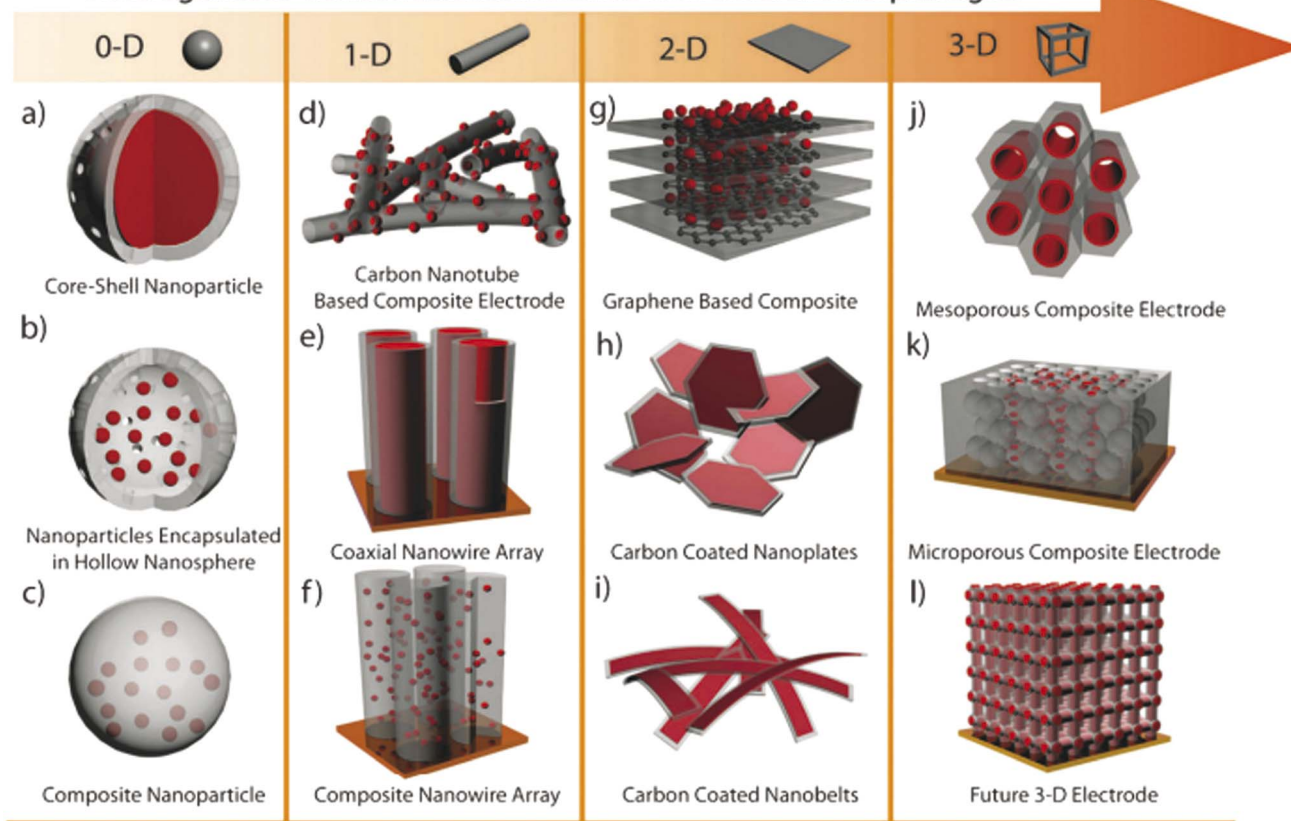 0-D
1-D
2-D
3-D
a)
Core-Shell Nanoparticle
b)
Nanoparticles Encapsulated
in Hollow Nanosphere
c)
Composite Nanoparticle
d)
Carbon Nanotube
Based Composite Electrode
e)
Coaxial Nanowire Array
f)
Composite Nanowire Array
g)
Graphene Based Composite
h)
Carbon Coated Nanoplates
i)
Carbon Coated Nanobelts
j)
Mesoporous Composite Electrode
k)
Microporous Composite Electrode
l)
Future 3-D Electrode